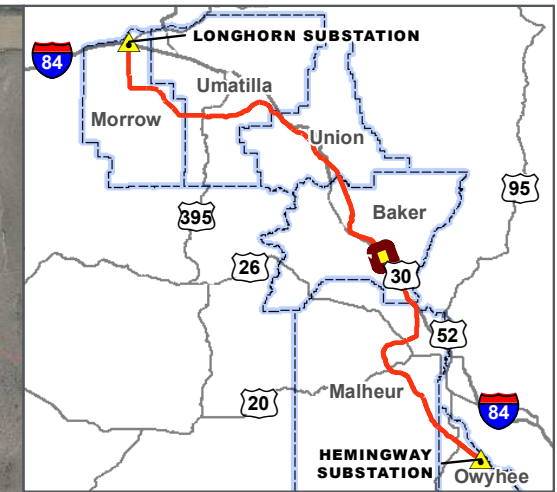 LONGHORN SUBSTATION
84
Umatilla
Morrow
Union
95
Baker
395
26
30
52
Malheur
20
84
HEMINGWAY
SUBSTATION
Owyhee